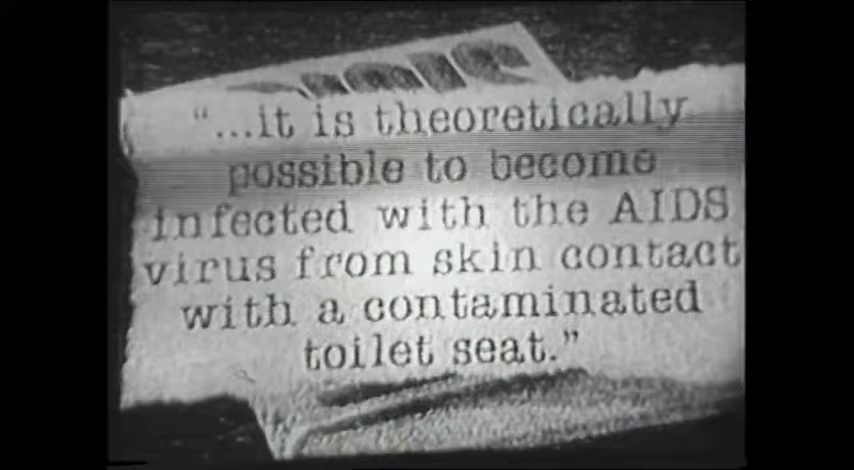 “...it is theoretically
possible to become
infected with the AIDS
virus from skin contact
with a contaminated
toilet seat.”